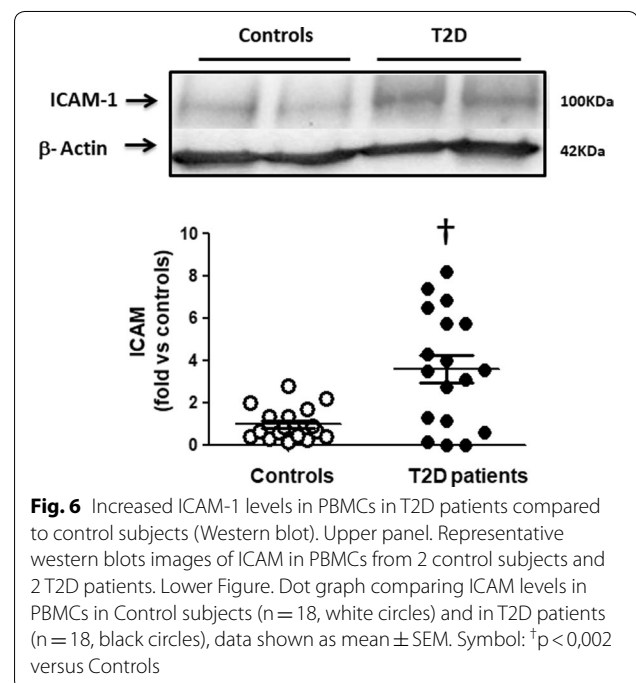 Controls T2D
ICAM-1 → 100KDa
β- Actin → 42KDa
†
10
8
6
4
2
0
ICAM
(fold vs controls)
Controls T2D patients
Fig. 6 Increased ICAM-1 levels in PBMCs in T2D patients compared
to control subjects (Western blot). Upper panel. Representative
western blots images of ICAM in PBMCs from 2 control subjects and
2 T2D patients. Lower Figure. Dot graph comparing ICAM levels in
PBMCs in Control subjects (n = 18, white circles) and in T2D patients
(n = 18, black circles), data shown as mean ± SEM. Symbol: †p < 0,002
versus Controls